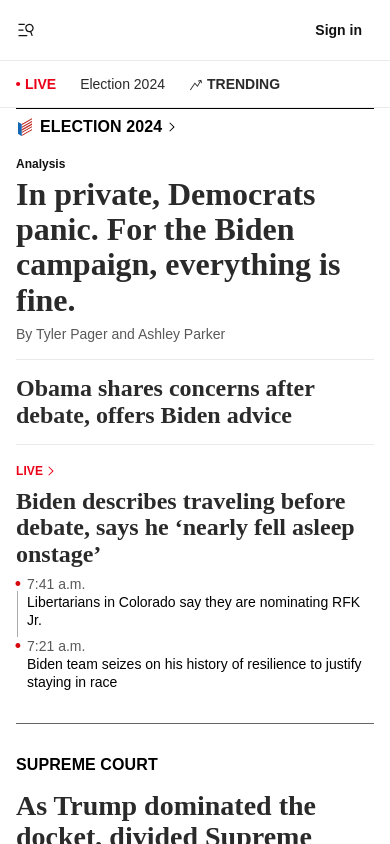 Sign in
LIVE
Election 2024
TRENDING
ELECTION 2024
Analysis
In private, Democrats
panic. For the Biden
campaign, everything is
fine.
By Tyler Pager and Ashley Parker
Obama shares concerns after
debate, offers Biden advice
LIVE
Biden describes traveling before
debate, says he ‘nearly fell asleep
onstage’
7:41 a.m.
Libertarians in Colorado say they are nominating RFK
Jr.
7:21 a.m.
Biden team seizes on his history of resilience to justify
staying in race
SUPREME COURT
As Trump dominated the
docket, divided Supreme